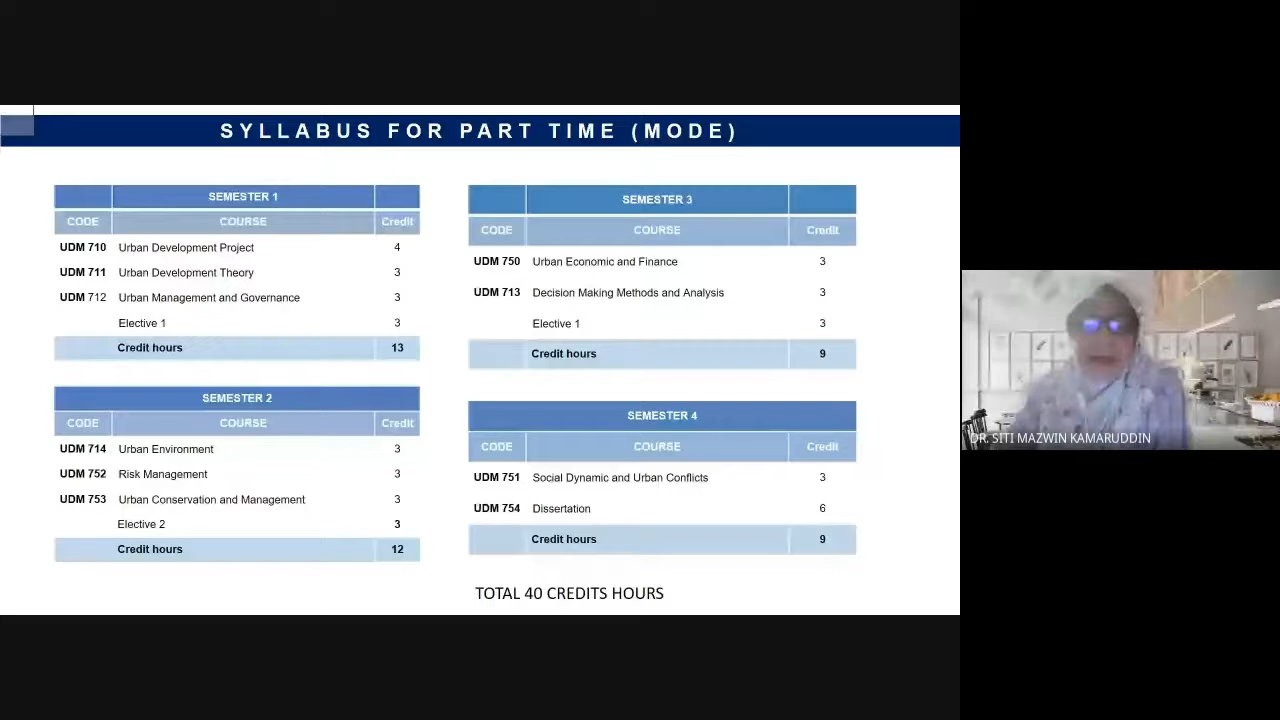 SYLLABUS FOR PART TIME (MODE)
SEMESTER 1
CODE COURSE Credit
UDM 710 Urban Development Project 4
UDM 711 Urban Development Theory 3
UDM 712 Urban Management and Governance 3
Elective 1 3
Credit hours 13
SEMESTER 2
CODE COURSE Credit
UDM 714 Urban Environment 3
UDM 752 Risk Management 3
UDM 753 Urban Conservation and Management 3
Elective 2 3
Credit hours 12
SEMESTER 3
CODE COURSE Credit
UDM 750 Urban Economic and Finance 3
UDM 713 Decision Making Methods and Analysis 3
Elective 1 3
Credit hours 9
SEMESTER 4
CODE COURSE Credit
UDM 751 Social Dynamic and Urban Conflicts 3
UDM 754 Dissertation 6
Credit hours 9
TOTAL 40 CREDITS HOURS
DR. SITI MAZWIN KAMARUDDIN